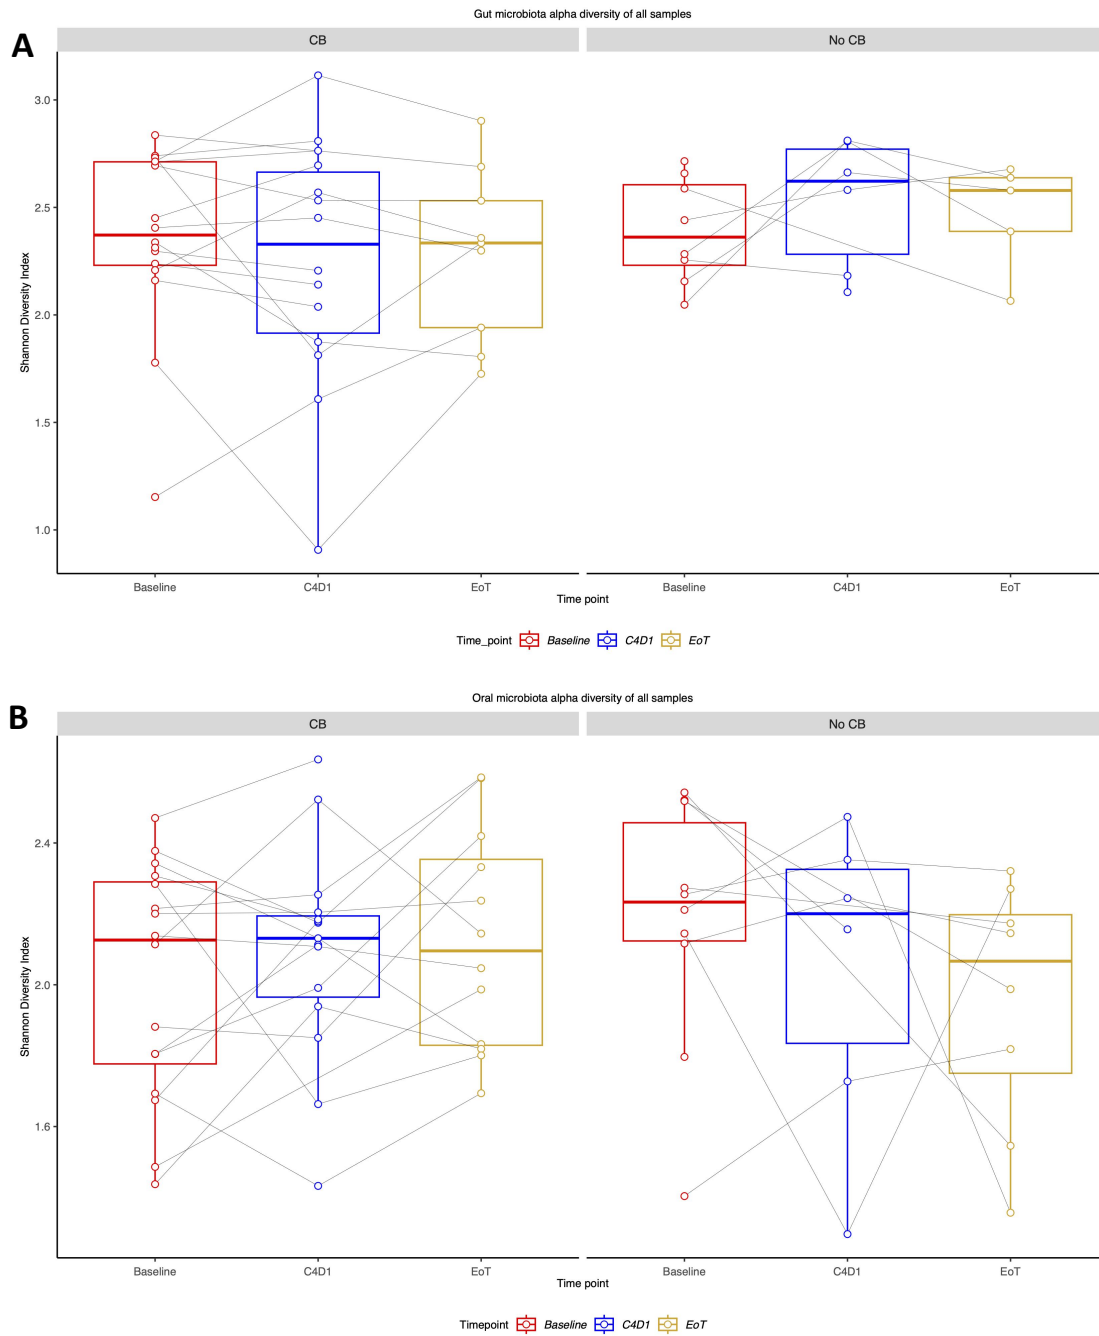 Gut microbiota alpha diversity of all samples
A
CB
No CB
3.0
2.5
2.0
1.5
1.0
Shannon Diversity Index
Baseline
C4D1
EoT
Baseline
C4D1
EoT
Time point
Time_point Baseline C4D1 EoT
Oral microbiota alpha diversity of all samples
B
CB
No CB
2.4
2.0
1.6
Shannon Diversity Index
Baseline
C4D1
EoT
Baseline
C4D1
EoT
Time point
Timepoint Baseline C4D1 EoT